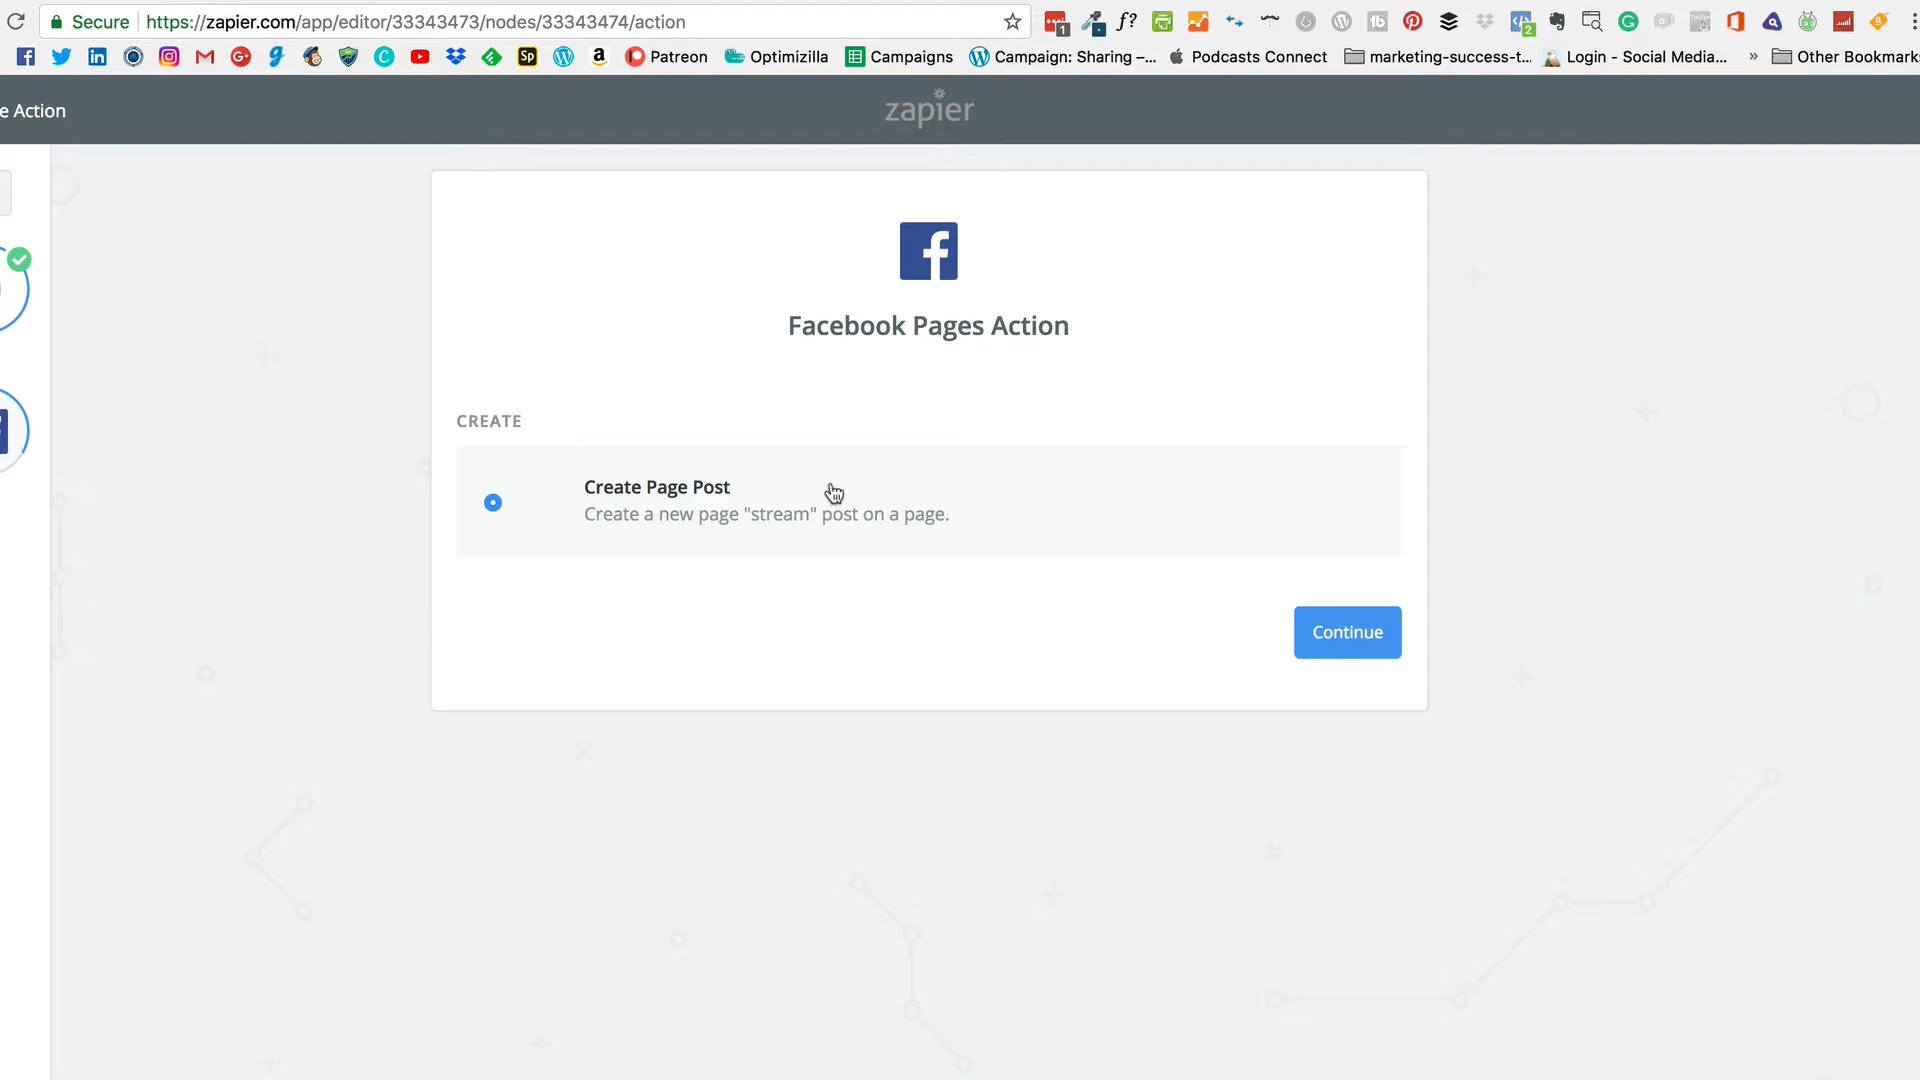 Secure https://zapier.com/app/editor/33343473/nodes/33343474/action
Patreon Optimizilla Campaigns Campaign: Sharing –... Podcasts Connect marketing-success-t... Login - Social Media... » Other Bookmark
e Action
zapier
Facebook Pages Action
CREATE
Create Page Post
Create a new page "stream" post on a page.
Continue